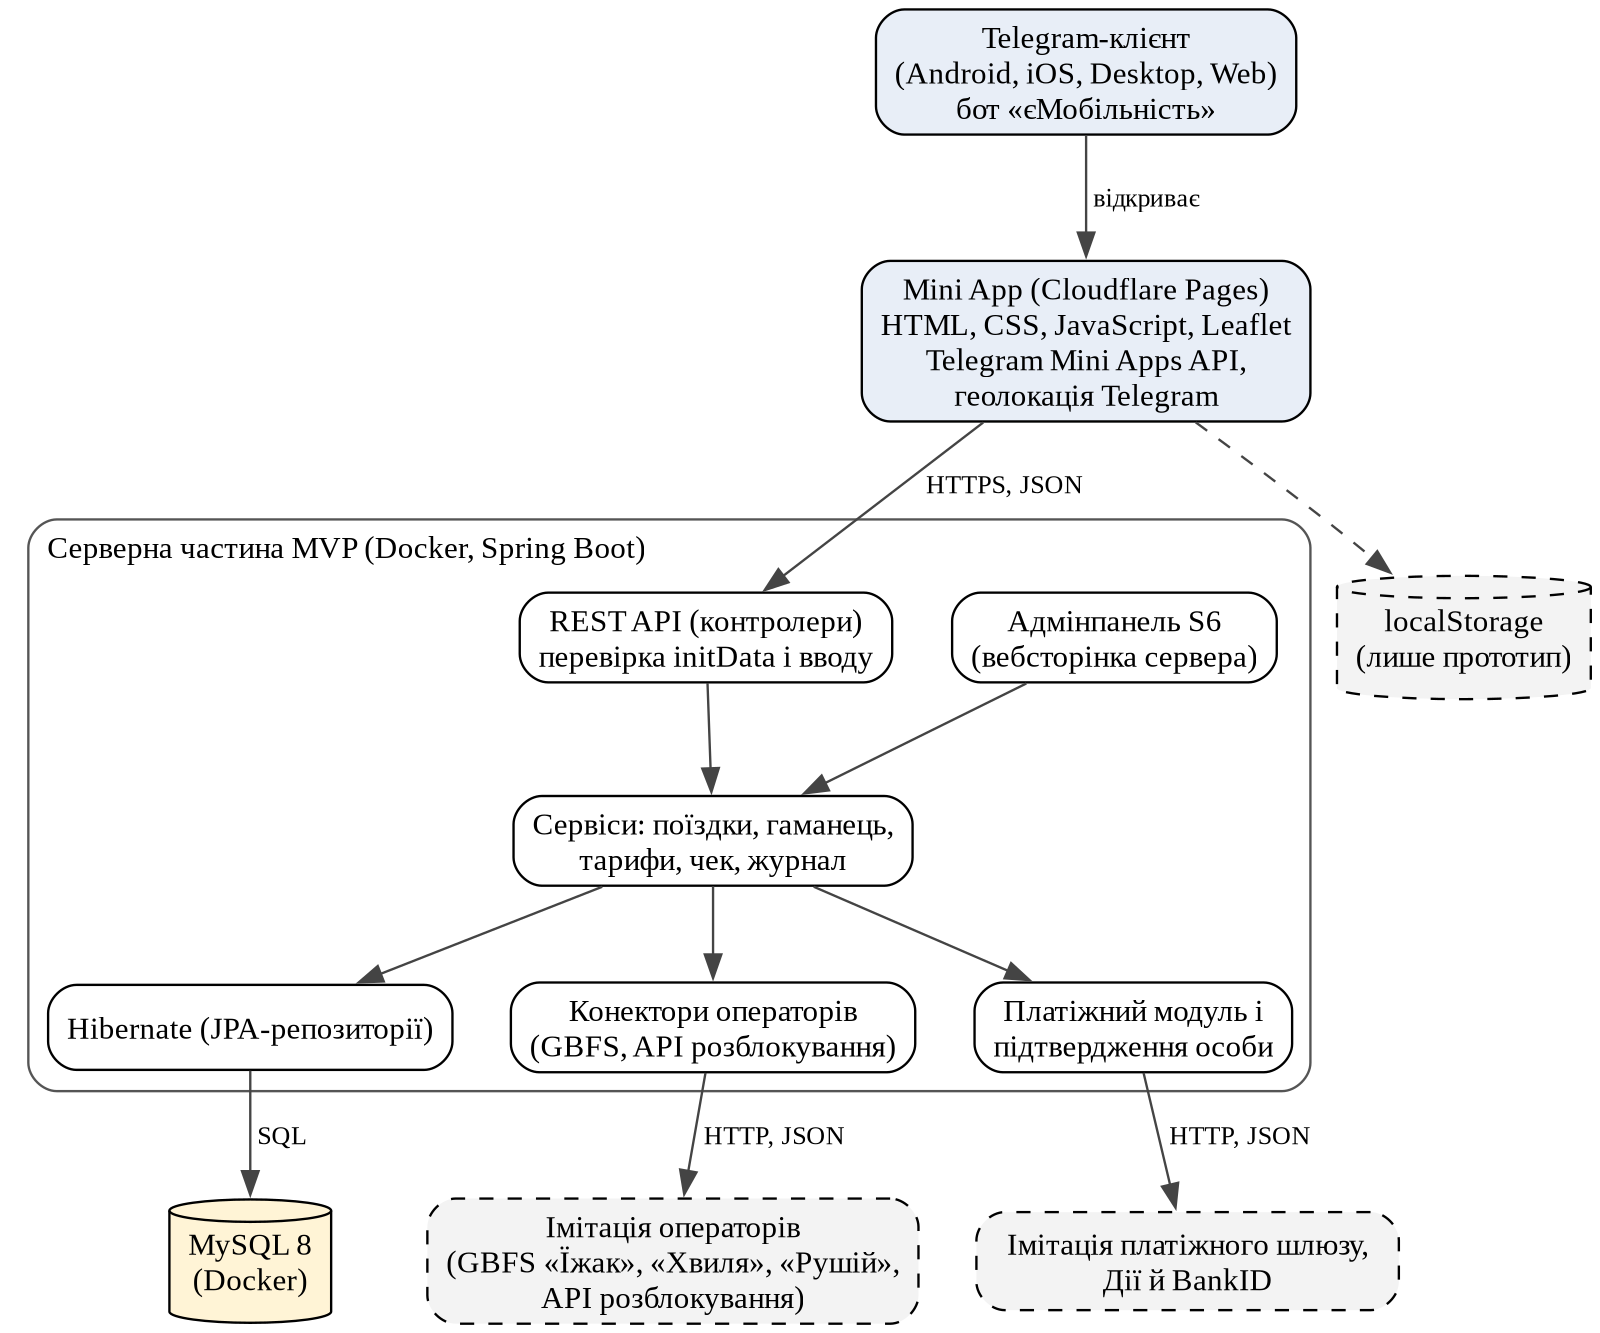 Telegram-клієнт
(Android, iOS, Desktop, Web)
бот «єМобільність»
відкриває
Mini App (Cloudflare Pages)
HTML, CSS, JavaScript, Leaflet
Telegram Mini Apps API,
геолокація Telegram
HTTPS, JSON
Серверна частина MVP (Docker, Spring Boot)
REST API (контролери)
перевірка initData і вводу
Адмінпанель S6
(вебсторінка сервера)
localStorage
(лише прототип)
Сервіси: поїздки, гаманець,
тарифи, чек, журнал
Hibernate (JPA-репозиторії)
Конектори операторів
(GBFS, API розблокування)
Платіжний модуль і
підтвердження особи
SQL
HTTP, JSON
HTTP, JSON
MySQL 8
(Docker)
Імітація операторів
(GBFS «Їжак», «Хвиля», «Рушій»,
API розблокування)
Імітація платіжного шлюзу,
Дії й BankID